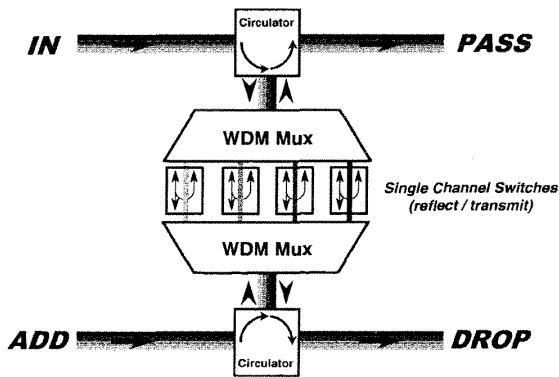 Circulator
IN
PASS
WDM Mux
Single Channel Switches
(reflect / transmit)
WDM Mux
ADD
DROP
Circulator